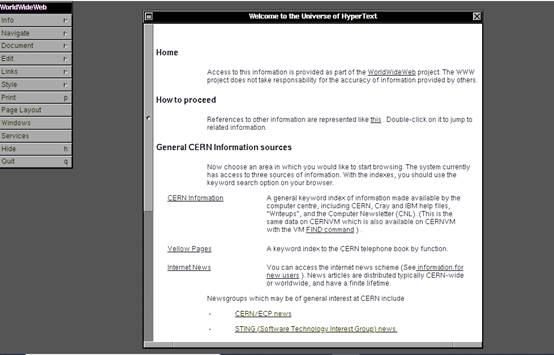 WorldWideWeb
Info
Navigate
Document
Edit
Links
Style
Print p
Page Layout
Windows
Services
Hide h
Quit q
Welcome to the Universe of HyperText
Home
Access to this information is provided as part of the WorldWideWeb project. The WWW
project does not take responsability for the accuracy of information provided by others.
How to proceed
References to other information are represented like this . Double-click on it to jump to
related information.
General CERN Information sources
Now choose an area in which you would like to start browsing. The system currently
has access to three sources of information. With the indexes, you should use the
keyword search option on your browser.
CERN Information A general keyword index of information made available by the
computer centre, including CERN, Cray and IBM help files,
"Writeups", and the Computer Newsletter (CNL). (This is the
same data on CERNVM which is also available on CERNVM
with the VM FIND command ) .
Yellow Pages A keyword index to the CERN telephone book by function.
Internet News You can access the internet news scheme (See information for
new users ). News articles are distributed typically CERN-wide
or worldwide, and have a finite lifetime.
Newsgroups which may be of general interest at CERN include
- CERN/ECP news
- STING (Software Technology Interest Group) news.